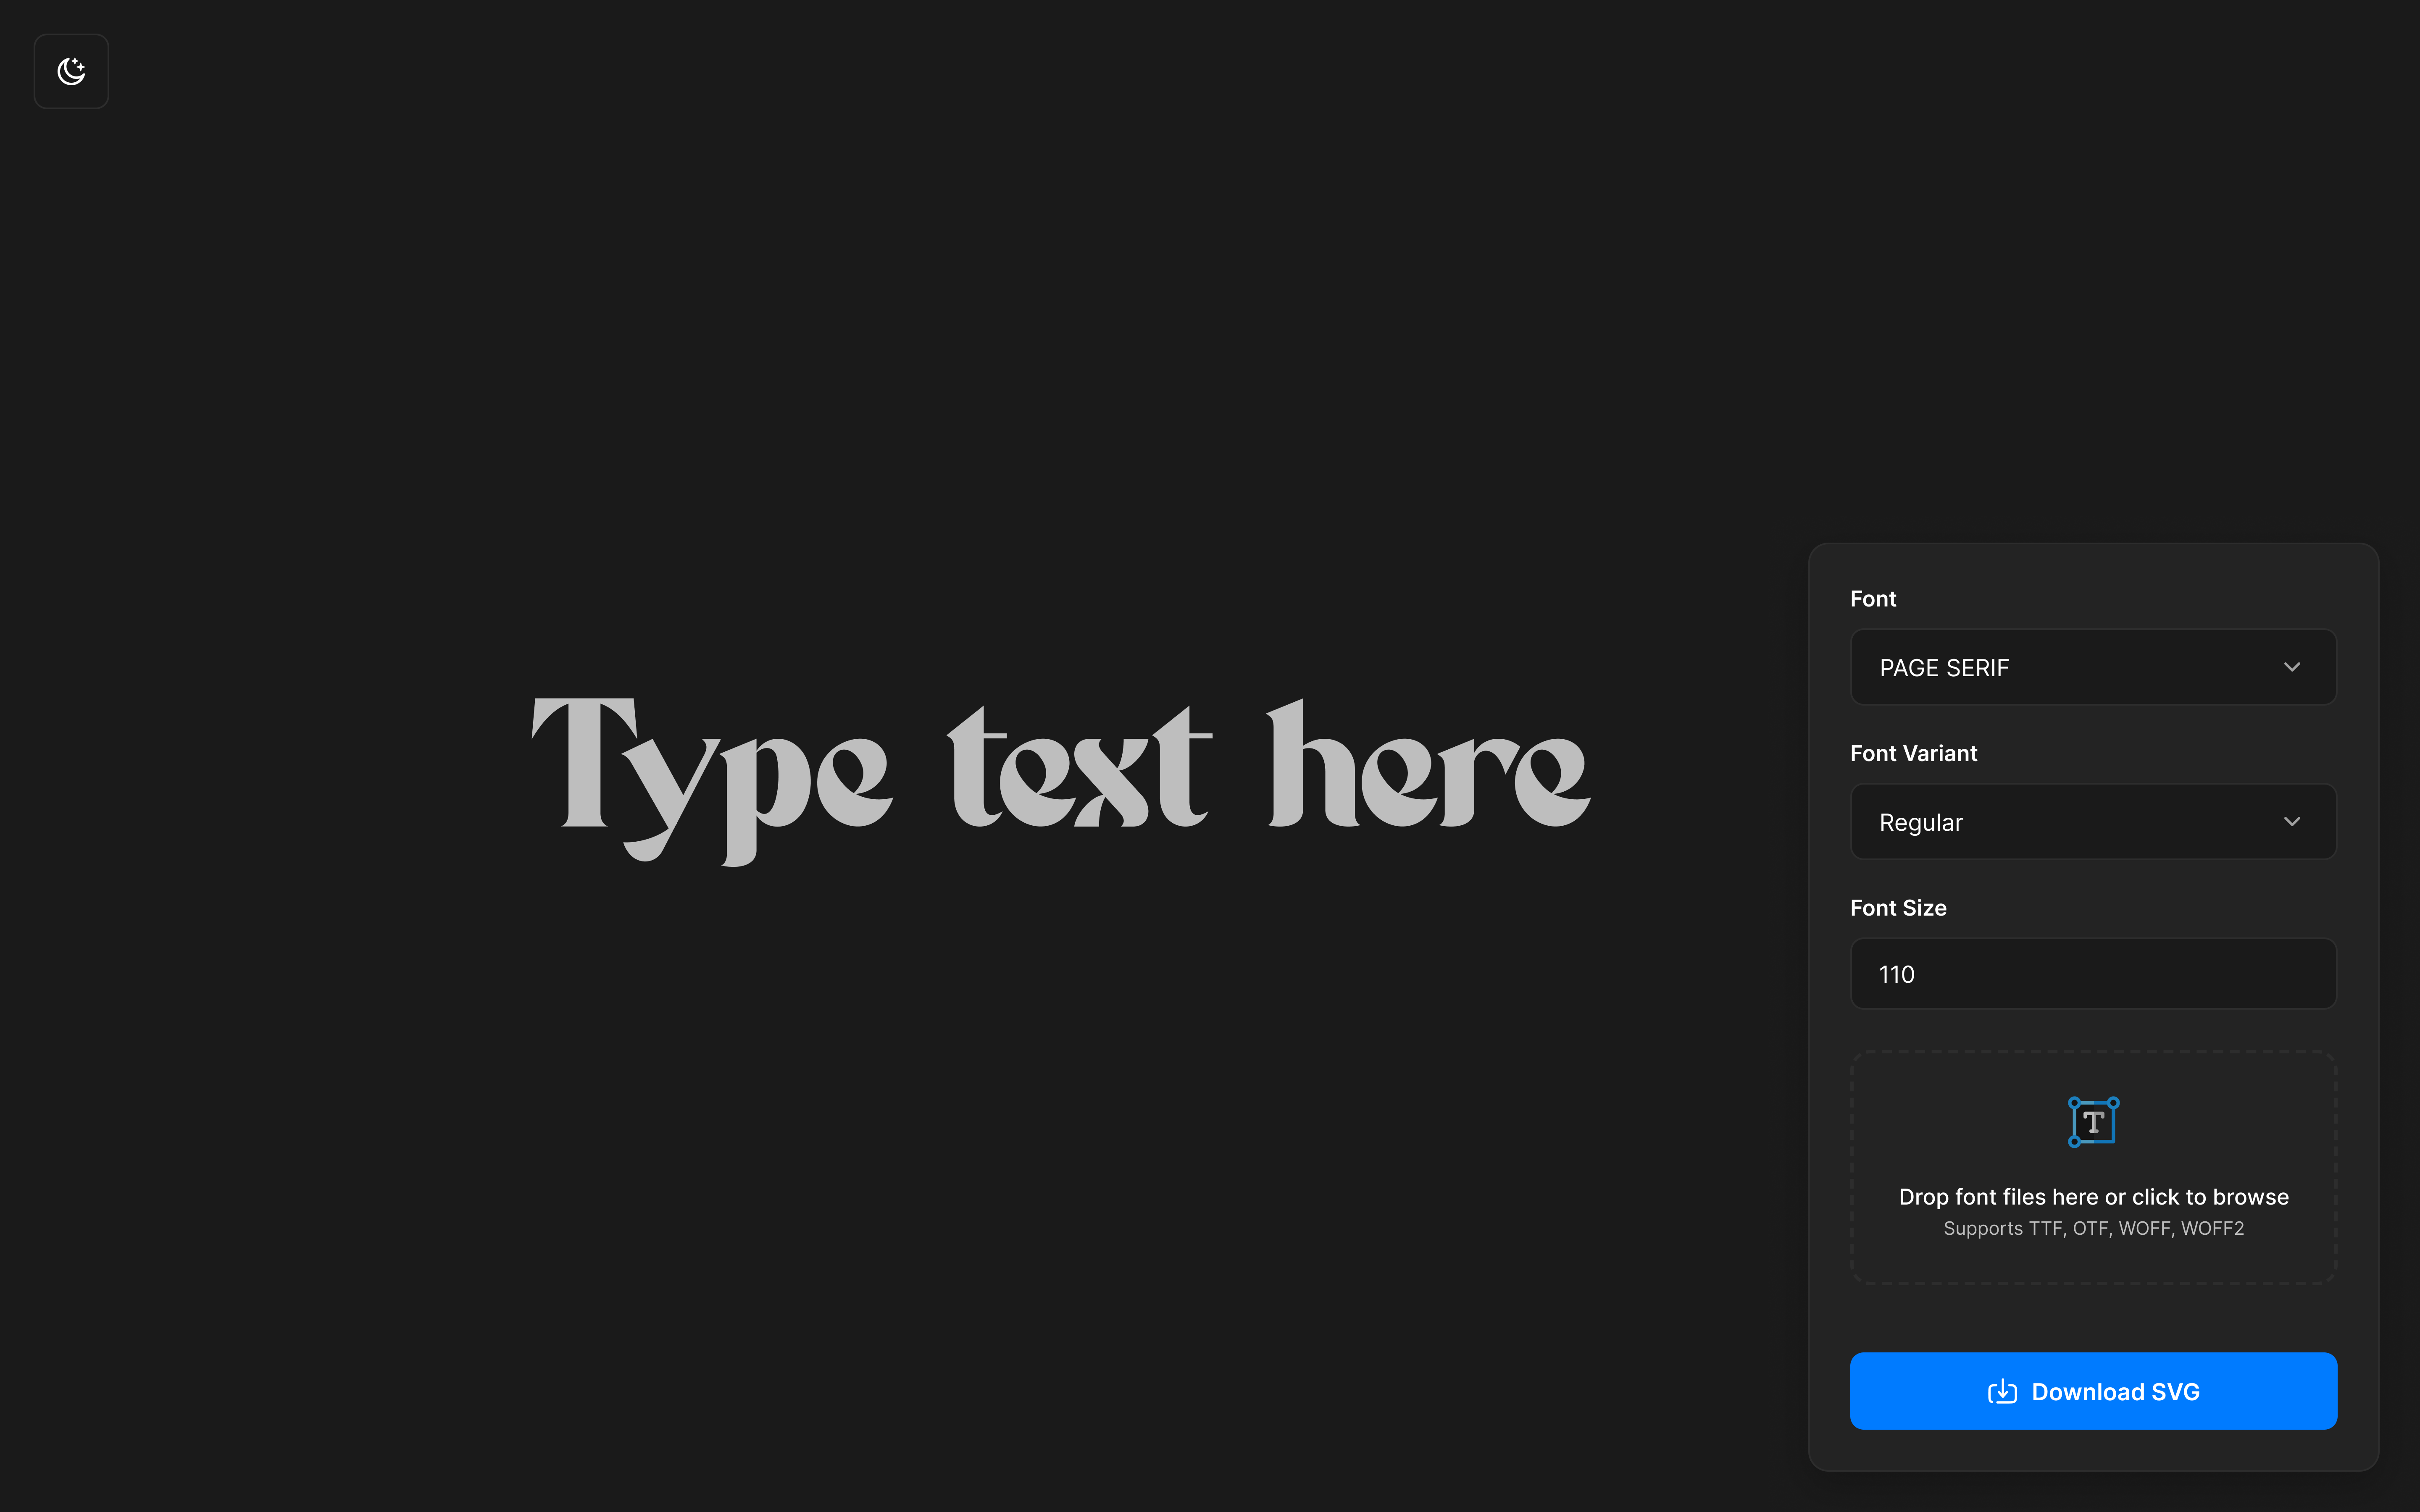 Type text here
Font
PAGE SERIF
Font Variant
Regular
Font Size
110
T
Drop font files here or click to browse
Supports TTF, OTF, WOFF, WOFF2
Download SVG